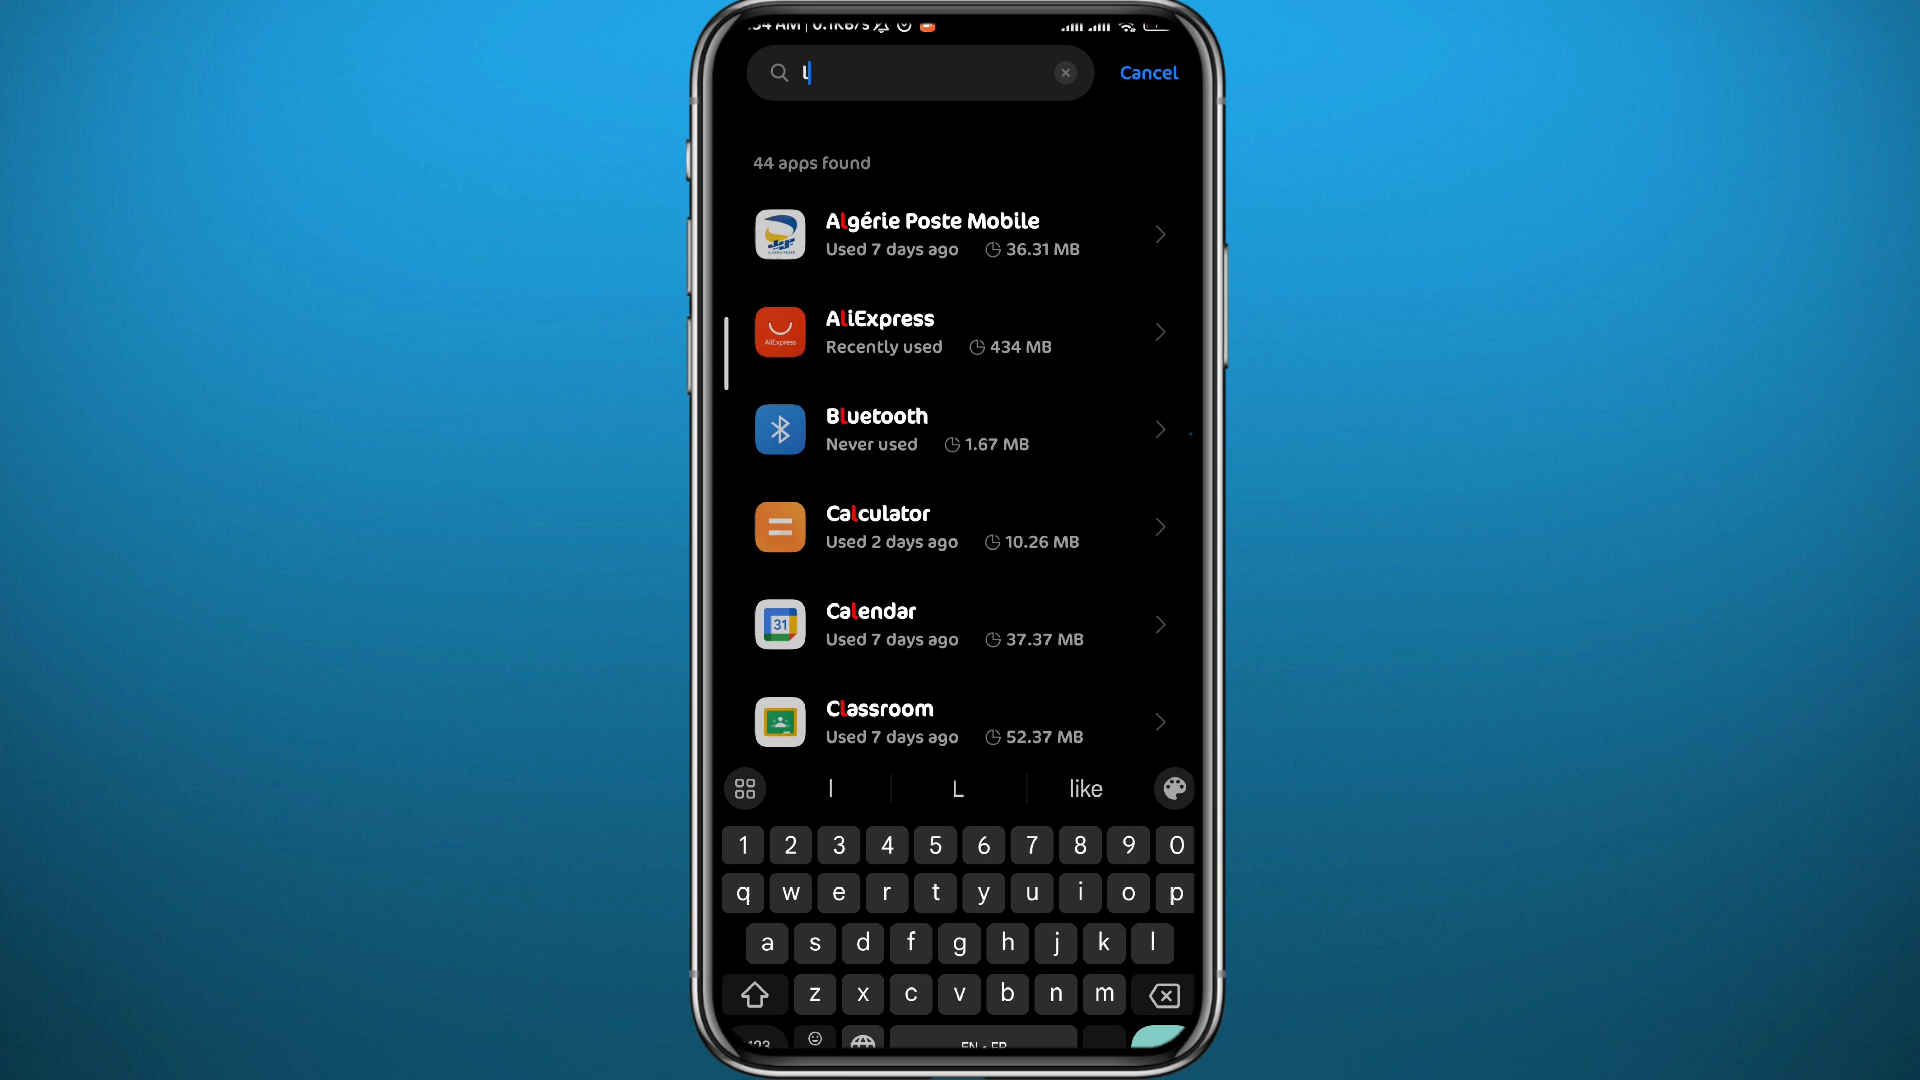 :54 AM | 0.1KB/s
l
Cancel
44 apps found
Algérie Poste Mobile
Used 7 days ago 36.31 MB
AliExpress
AliExpress
Recently used 434 MB
Bluetooth
Never used 1.67 MB
Calculator
Used 2 days ago 10.26 MB
Calendar
31
Used 7 days ago 37.37 MB
Classroom
Used 7 days ago 52.37 MB
l L like
1 2 3 4 5 6 7 8 9 0
q w e r t y u i o p
a s d f g h j k l
z x c v b n m
?123 EN • FR